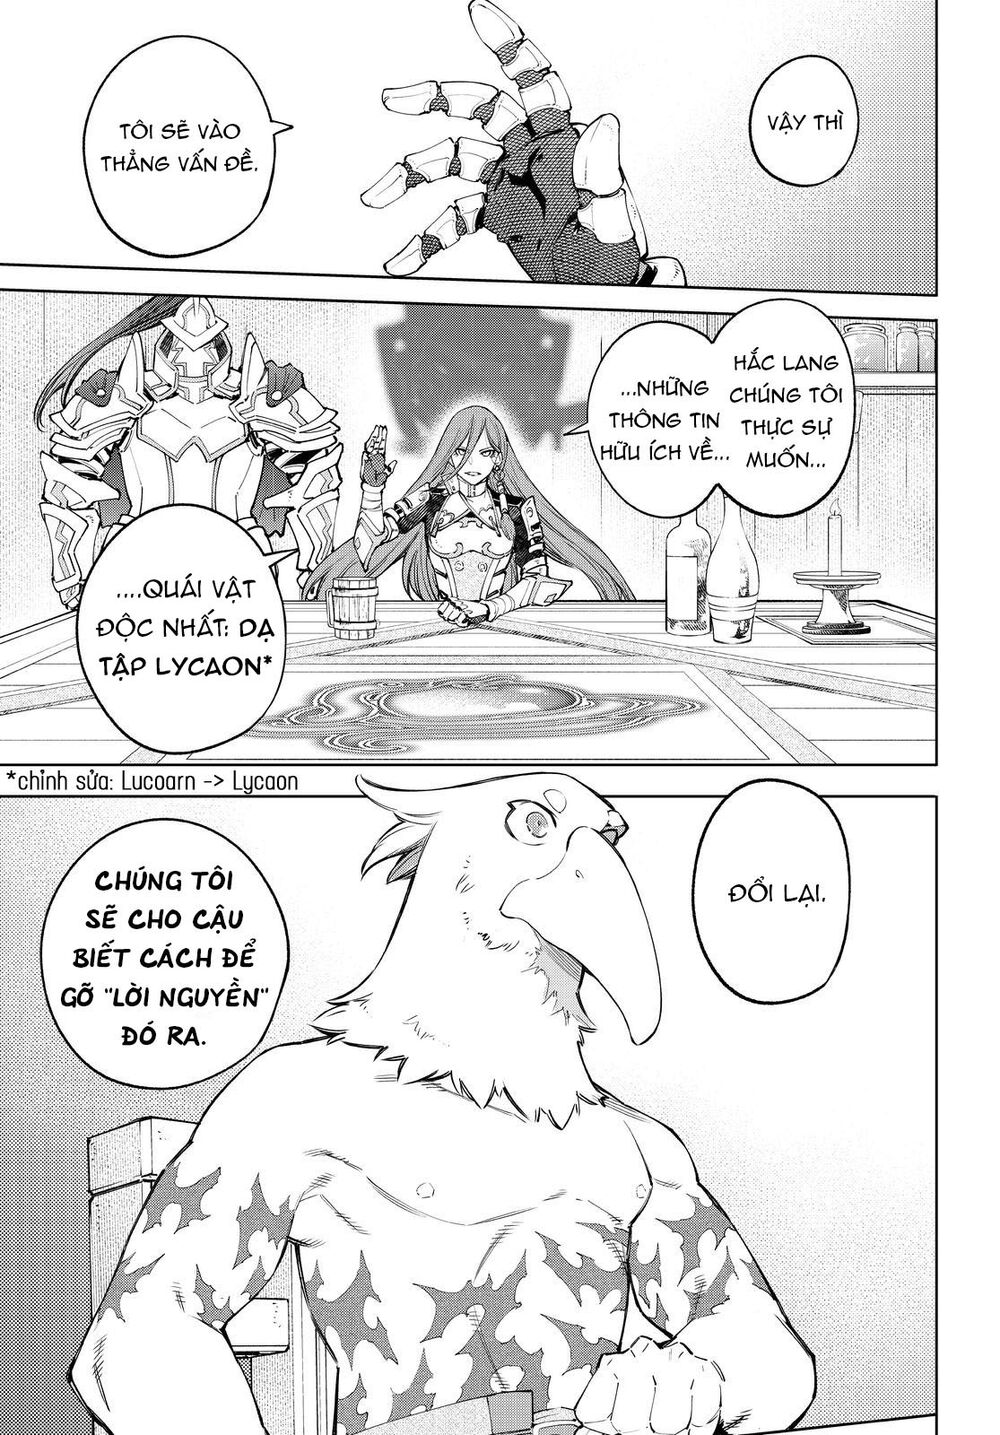 VẬY THÌ
TÔI SẼ VÀO
THẲNG VẤN ĐỀ.
HẮC LANG
CHÚNG TÔI
THỰC SỰ
MUỐN...
...NHỮNG
THÔNG TIN
HỮU ÍCH VỀ...
....QUÁI VẬT
ĐỘC NHẤT: DẠ
TẬP LYCAON*
*chỉnh sửa: Lucoarn -> Lycaon
ĐỔI LẠI,
CHÚNG TÔI
SẼ CHO CẬU
BIẾT CÁCH ĐỂ
GỠ "LỜI NGUYỀN"
ĐÓ RA.